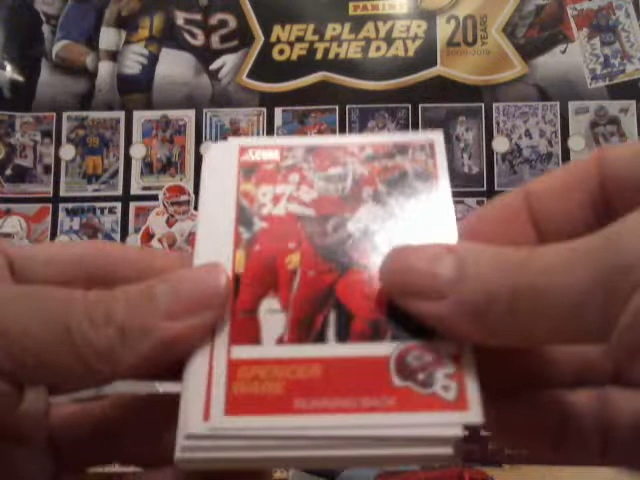 PANINI
NFL PLAYER
OF THE DAY
20
YEARS
52
SCORE
87
SPENCER
WARE
RUNNING BACK